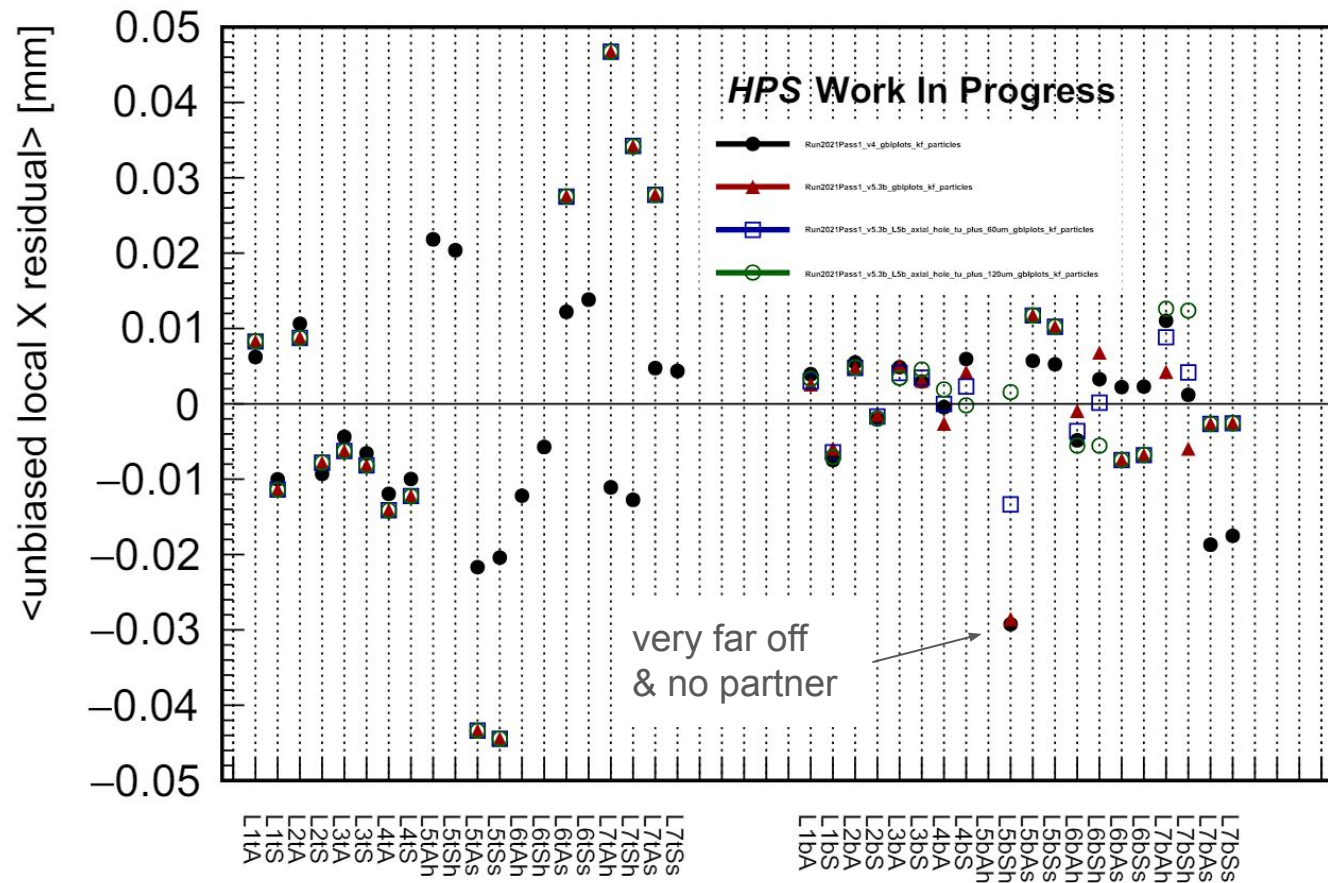 <unbiased local X residual> [mm]
0.05
0.04
0.03
0.02
0.01
0
−0.01
−0.02
−0.03
−0.04
−0.05
HPS Work In Progress
Run2021Pass1_v4_gblplots_kf_particles
Run2021Pass1_v5.3b_gblplots_kf_particles
Run2021Pass1_v5.3b_L5b_axial_hole_tu_plus_60um_gblplots_kf_particles
Run2021Pass1_v5.3b_L5b_axial_hole_tu_plus_120um_gblplots_kf_particles
very far off
& no partner
L1tA
L1tS
L2tA
L2tS
L3tA
L3tS
L4tA
L4tS
L5tAh
L5tSh
L5tAs
L5tSs
L6tAh
L6tSh
L6tAs
L6tSs
L7tAh
L7tSh
L7tAs
L7tSs
L1bA
L1bS
L2bA
L2bS
L3bA
L3bS
L4bA
L4bS
L5bAh
L5bSh
L5bAs
L5bSs
L6bAh
L6bSh
L6bAs
L6bSs
L7bAh
L7bSh
L7bAs
L7bSs